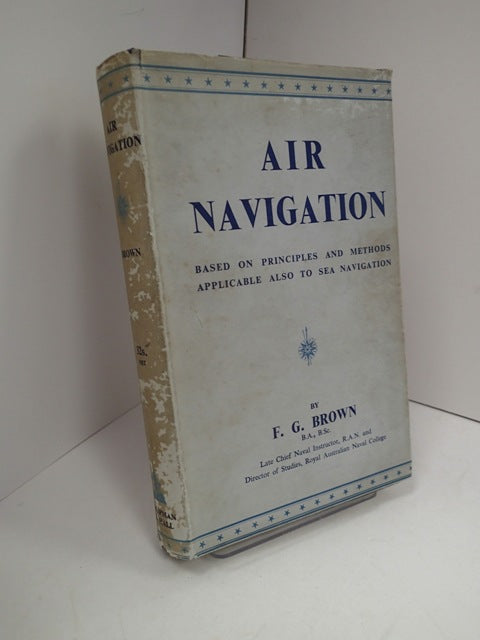 AIR
NAVIGATION
BASED ON PRINCIPLES AND METHODS
APPLICABLE ALSO TO SEA NAVIGATION
BY
F. G. BROWN
B.A., B.Sc.
Late Chief Naval Instructor, R.A.N. and
Director of Studies, Royal Australian Naval College
AIR
BROWN